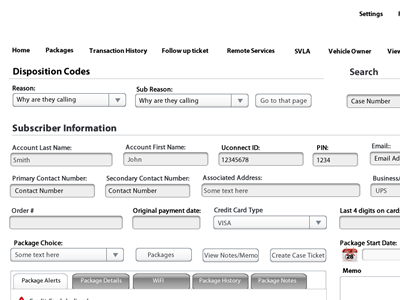 Settings
Home Packages Transaction History Follow up ticket Remote Services SVLA Vehicle Owner View
Disposition Codes Search
Reason: Sub Reason:
Why are they calling Why are they calling Go to that page Case Number
Subscriber Information
Account Last Name: Account First Name: Uconnect ID: PIN: Email::
Smith John 12345678 1234 Email Ad
Primary Contact Number Secondary Contact Number Associated Address: Business/
Contact Number Contact Number Some text here UPS
Order # Original payment date: Credit Card Type Last 4 digits on card
VISA
Package Choice: Package Start Date:
Some text here Packages View Notes/Memo Create Case Ticket
Memo
Package Alerts Package Details WiFi Package History Package Notes